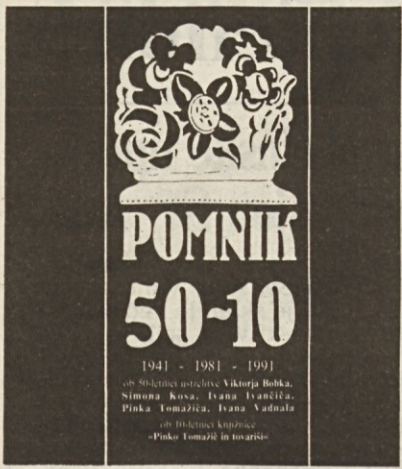 POMNIK
50-10
1941 - 1981 - 1991
ob 50-letnici ustrelitve Viktorja Bobka,
Simona Kosa, Ivana Ivančiča,
Pinka Tomažiča, Ivana Vadnala
ob 10-letnici knjižnice
»Pinko Tomažič in tovariši«